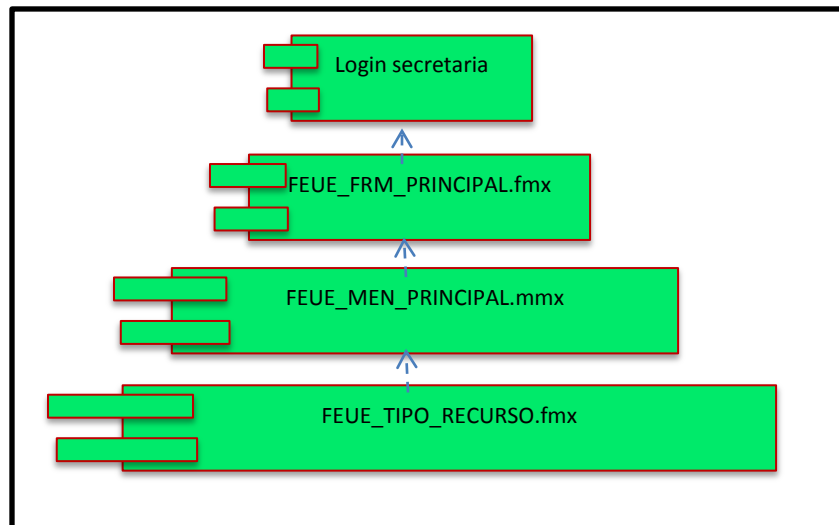 Login secretaria
FEUE_FRM_PRINCIPAL.fmx
FEUE_MEN_PRINCIPAL.mmx
FEUE_TIPO_RECURSO.fmx